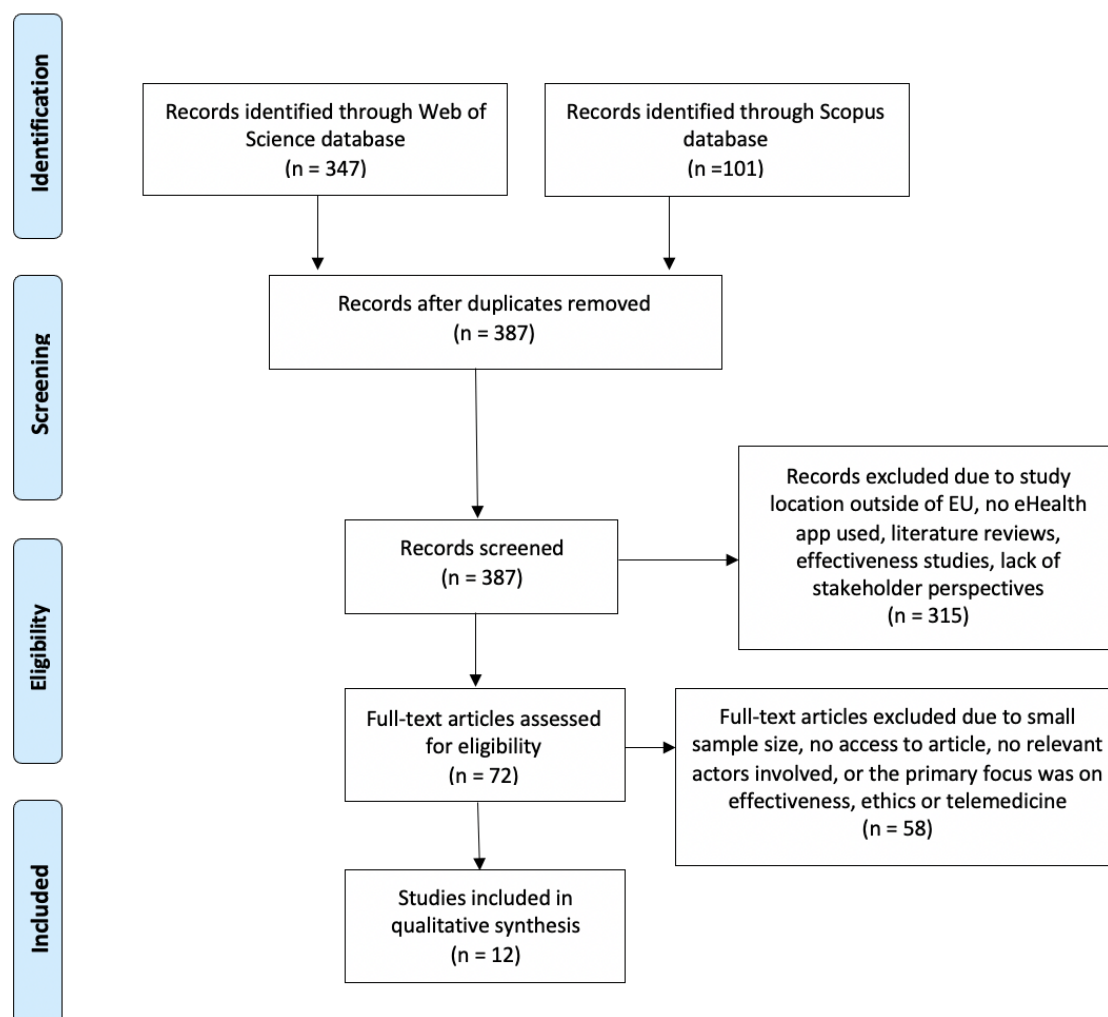 Identification
Records identified through Web of
Science database
(n = 347)
Records identified through Scopus
database
(n =101)
Screening
Records after duplicates removed
(n = 387)
Records screened
(n = 387)
Records excluded due to study
location outside of EU, no eHealth
app used, literature reviews,
effectiveness studies, lack of
stakeholder perspectives
(n = 315)
Eligibility
Full-text articles assessed
for eligibility
(n = 72)
Full-text articles excluded due to small
sample size, no access to article, no relevant
actors involved, or the primary focus was on
effectiveness, ethics or telemedicine
(n = 58)
Included
Studies included in
qualitative synthesis
(n = 12)